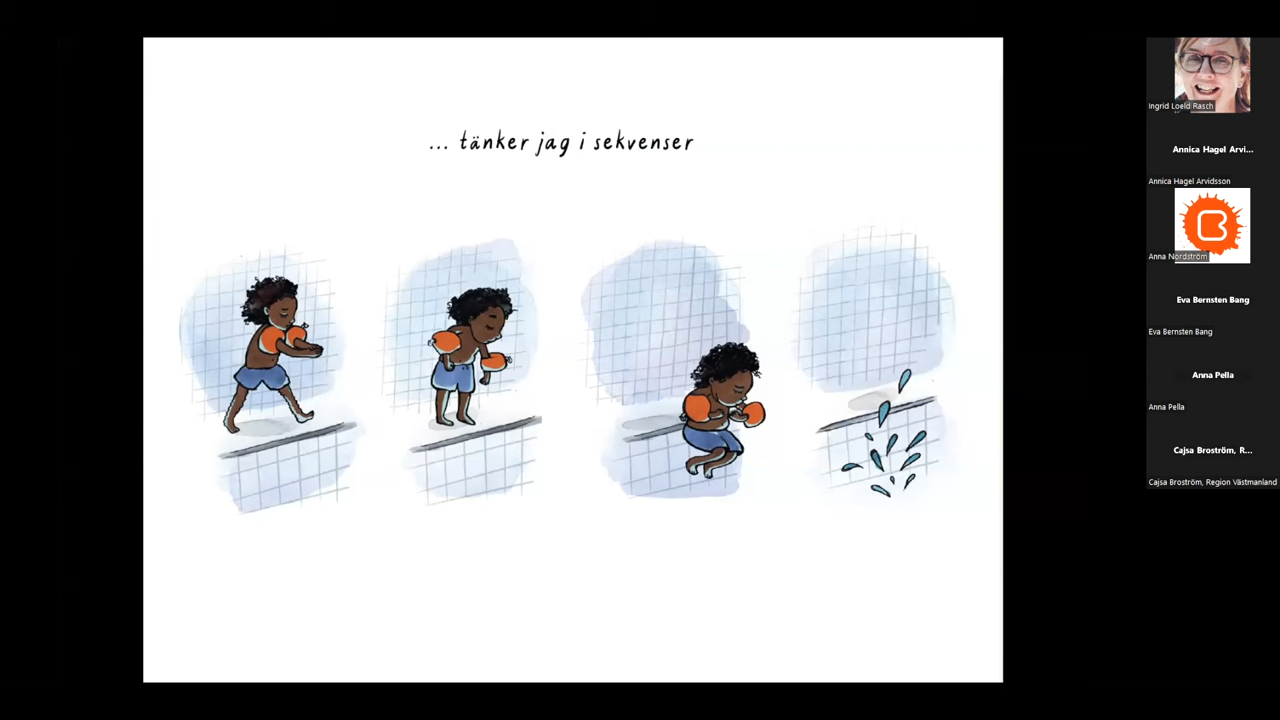 ... tänker jag i sekvenser
Ingrid Loeld Rasch
Annica Hagel Arvi...
Annica Hagel Arvidsson
Anna Nordström
Eva Bernsten Bang
Eva Bernsten Bang
Anna Pella
Anna Pella
Cajsa Broström, R...
Cajsa Broström, Region Västmanland